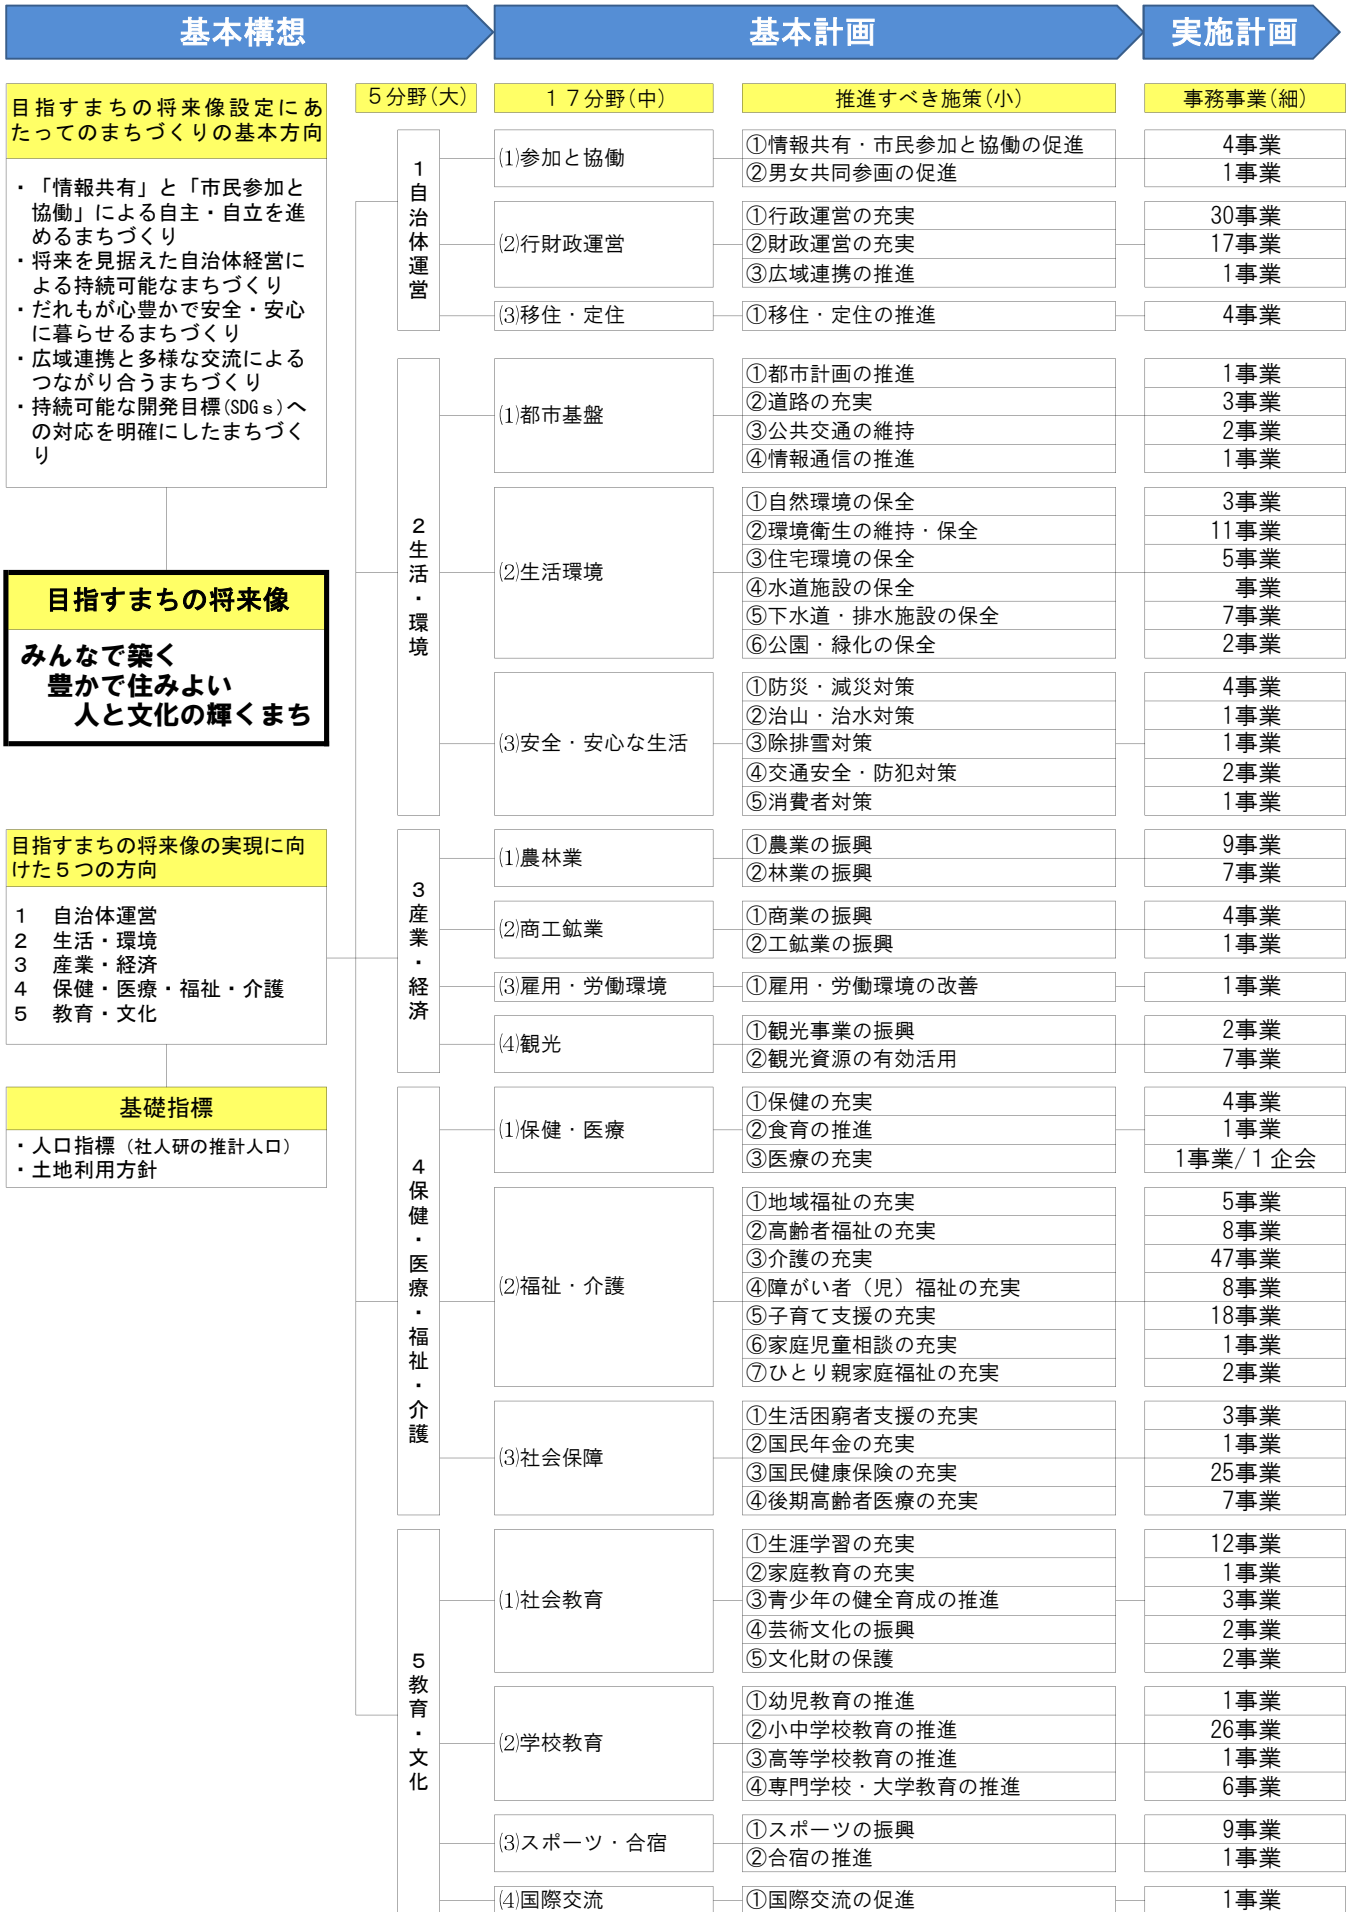 基本構想
基本計画
実施計画
目指すまちの将来像設定にあ
たってのまちづくりの基本方向
・「情報共有」と「市民参加と
協働」による自主・自立を進
めるまちづくり
・将来を見据えた自治体経営に
よる持続可能なまちづくり
・だれもが心豊かで安全・安心
に暮らせるまちづくり
・広域連携と多様な交流による
つながり合うまちづくり
・持続可能な開発目標(SDGｓ)へ
の対応を明確にしたまちづく
り
目指すまちの将来像
みんなで築く
豊かで住みよい
人と文化の輝くまち
目指すまちの将来像の実現に向
けた５つの方向
1 自治体運営
2 生活・環境
3 産業・経済
4 保健・医療・福祉・介護
5 教育・文化
基礎指標
・人口指標（社人研の推計人口）
・土地利用方針
５分野(大)
１７分野(中)
推進すべき施策(小)
事務事業(細)
1自治体運営
⑴参加と協働
①情報共有・市民参加と協働の促進 4事業
②男女共同参画の促進 1事業
⑵行財政運営
①行政運営の充実 30事業
②財政運営の充実 17事業
③広域連携の推進 1事業
⑶移住・定住
①移住・定住の推進 4事業
2生活・環境
⑴都市基盤
①都市計画の推進 1事業
②道路の充実 3事業
③公共交通の維持 2事業
④情報通信の推進 1事業
⑵生活環境
①自然環境の保全 3事業
②環境衛生の維持・保全 11事業
③住宅環境の保全 5事業
④水道施設の保全 事業
⑤下水道・排水施設の保全 7事業
⑥公園・緑化の保全 2事業
⑶安全・安心な生活
①防災・減災対策 4事業
②治山・治水対策 1事業
③除排雪対策 1事業
④交通安全・防犯対策 2事業
⑤消費者対策 1事業
3産業・経済
⑴農林業
①農業の振興 9事業
②林業の振興 7事業
⑵商工鉱業
①商業の振興 4事業
②工鉱業の振興 1事業
⑶雇用・労働環境
①雇用・労働環境の改善 1事業
⑷観光
①観光事業の振興 2事業
②観光資源の有効活用 7事業
4保健・医療・福祉・介護
⑴保健・医療
①保健の充実 4事業
②食育の推進 1事業
③医療の充実 1事業/１企会
⑵福祉・介護
①地域福祉の充実 5事業
②高齢者福祉の充実 8事業
③介護の充実 47事業
④障がい者（児）福祉の充実 8事業
⑤子育て支援の充実 18事業
⑥家庭児童相談の充実 1事業
⑦ひとり親家庭福祉の充実 2事業
⑶社会保障
①生活困窮者支援の充実 3事業
②国民年金の充実 1事業
③国民健康保険の充実 25事業
④後期高齢者医療の充実 7事業
5教育・文化
⑴社会教育
①生涯学習の充実 12事業
②家庭教育の充実 1事業
③青少年の健全育成の推進 3事業
④芸術文化の振興 2事業
⑤文化財の保護 2事業
⑵学校教育
①幼児教育の推進 1事業
②小中学校教育の推進 26事業
③高等学校教育の推進 1事業
④専門学校・大学教育の推進 6事業
⑶スポーツ・合宿
①スポーツの振興 9事業
②合宿の推進 1事業
⑷国際交流
①国際交流の促進 1事業